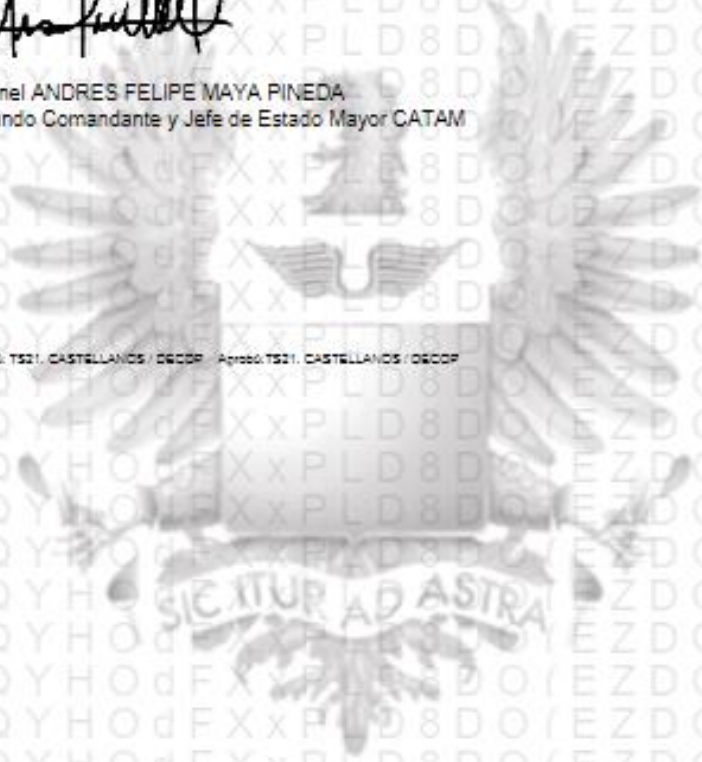 nel ANDRES FELIPE MAYA PINEDA
undo Comandante y Jefe de Estado Mayor CATAM
TS21. CASTELLANOS / DECOP Aprobó: TS21. CASTELLANOS / DECOP
SIC ITUR AD ASTRA